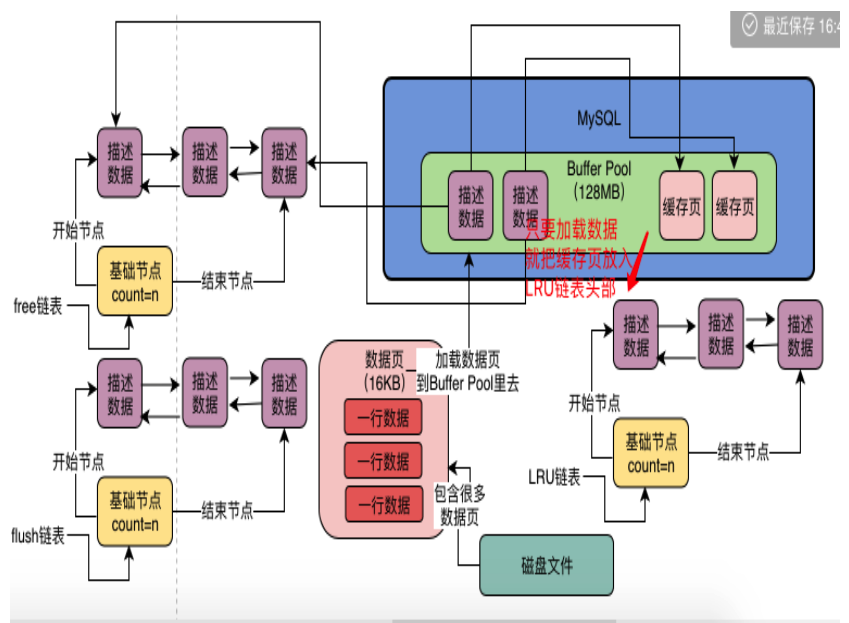 最近保存 16:4
MySQL
Buffer Pool
(128MB)
描述
数据
描述
数据
缓存页
缓存页
描述
数据
描述
数据
描述
数据
开始节点
基础节点
count=n
结束节点
free链表
只要加载数据
就把缓存页放入
LRU链表头部
描述
数据
描述
数据
描述
数据
开始节点
基础节点
count=n
结束节点
flush链表
数据页
(16KB)
一行数据
一行数据
一行数据
加载数据页
到Buffer Pool里去
包含很多
数据页
磁盘文件
描述
数据
描述
数据
描述
数据
开始节点
基础节点
count=n
结束节点
LRU链表